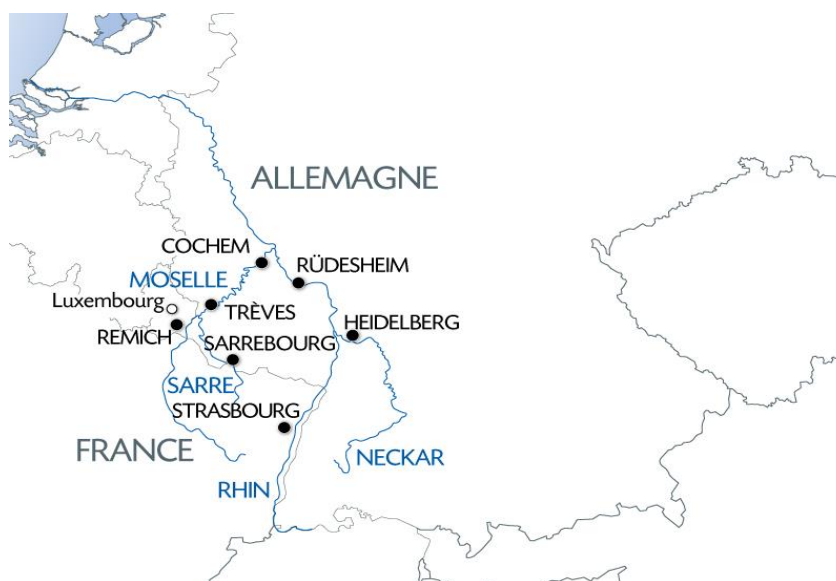 ALLEMAGNE
COCHEM
RÜDESHEIM
MOSELLE
Luxembourg
TRÈVES
REMICH
HEIDELBERG
SARREBOURG
SARRE
STRASBOURG
FRANCE
NECKAR
RHIN